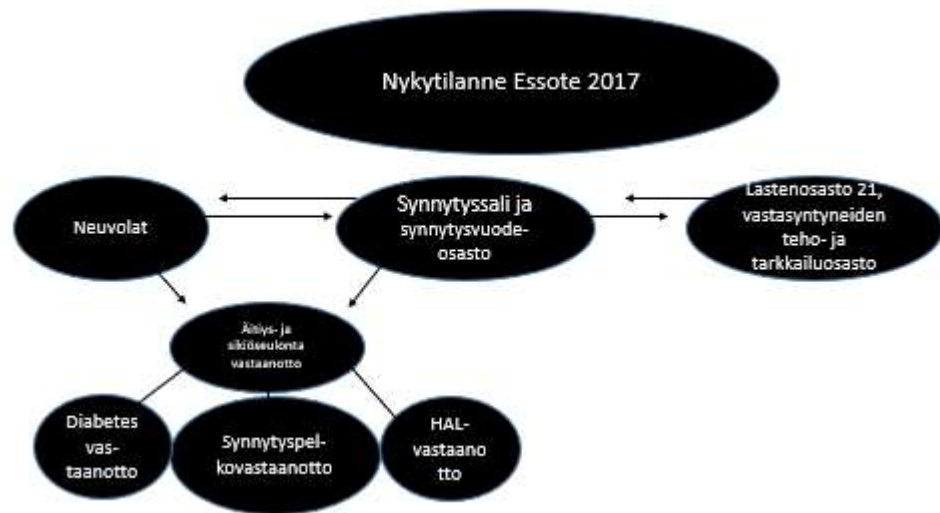 Nykytilanne Essote 2017
Neuvolat
Synnytyssali ja
synnytysvuode-
osasto
Lastenosasto 21,
vastasyntyneiden
teho- ja
tarkkailuosasto
Äitiys- ja
sikiöseulonta
vastaanotto
Diabetes
vas-
taanotto
Synnytyspel-
kovastaanotto
HAL-
vastaano
tto